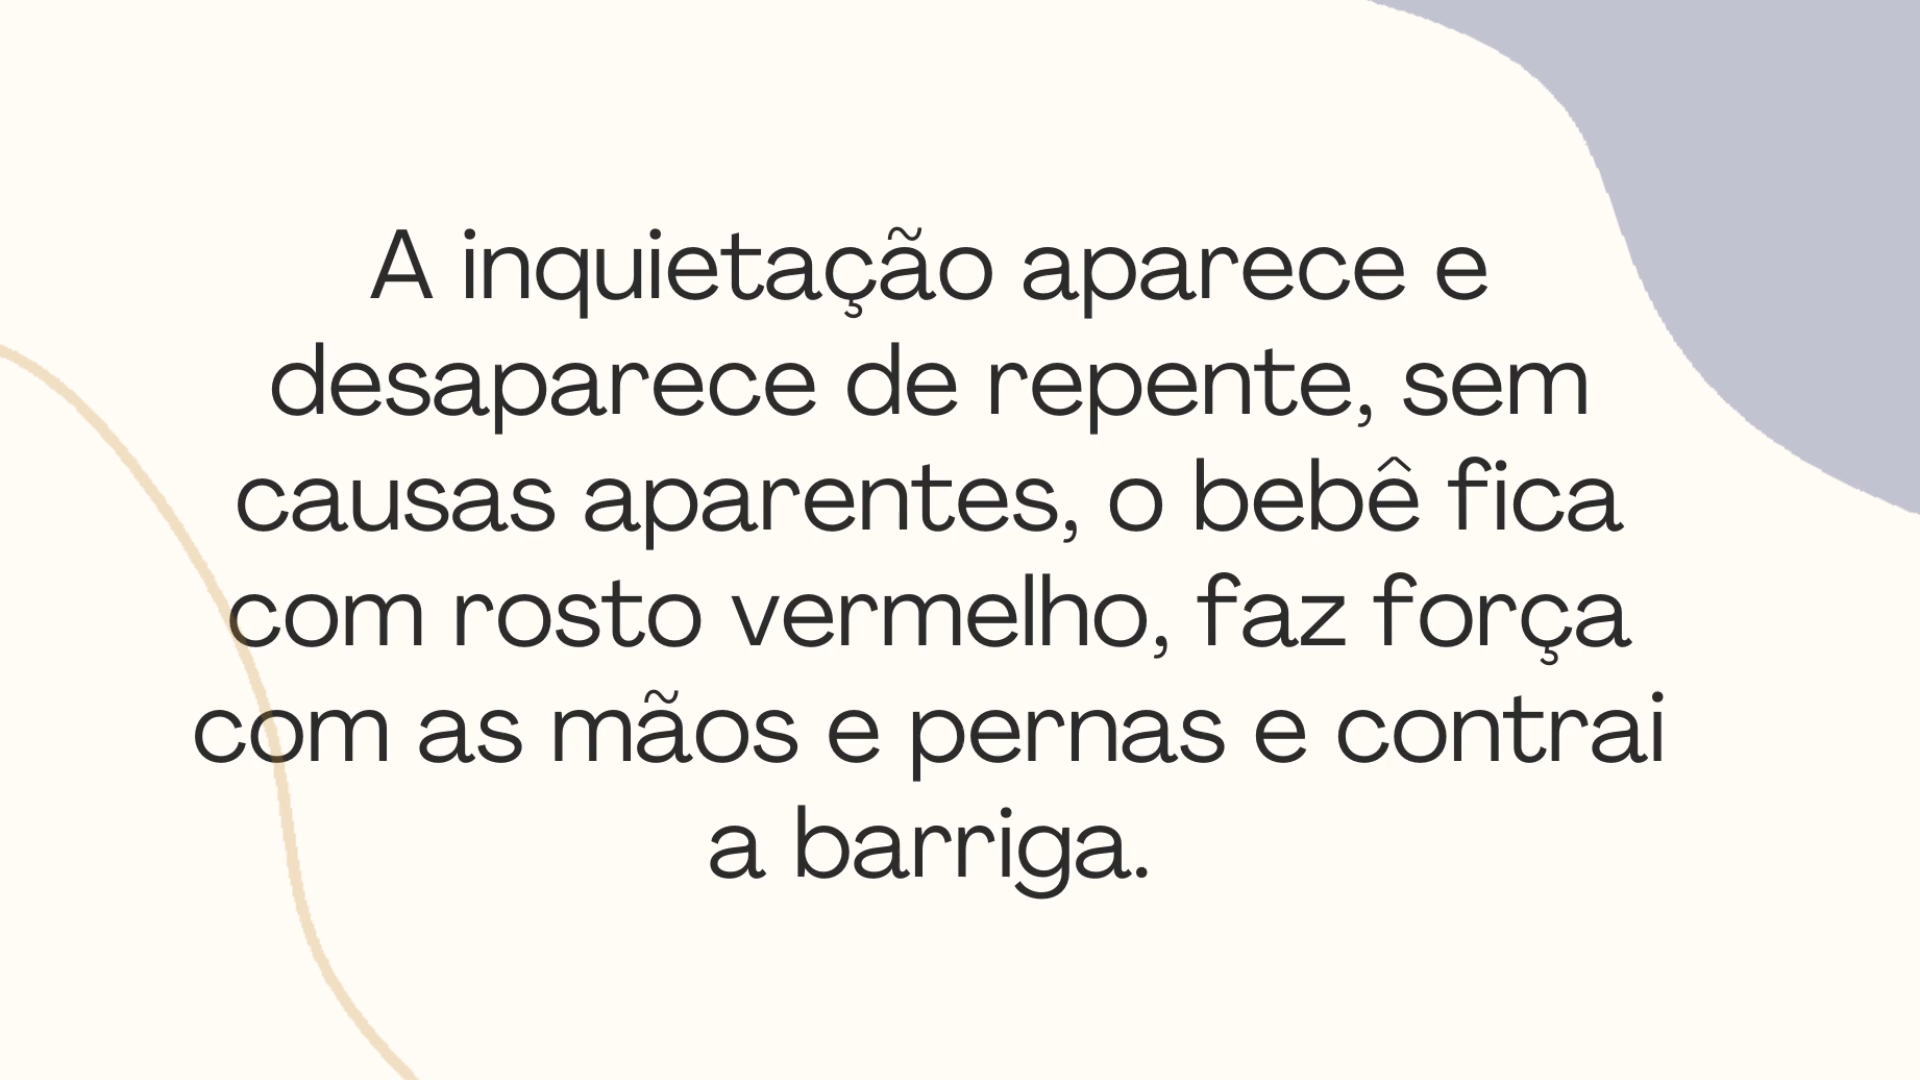 A inquietação aparece e
desaparece de repente, sem
causas aparentes, o bebê fica
com rosto vermelho, faz força
com as mãos e pernas e contrai
a barriga.